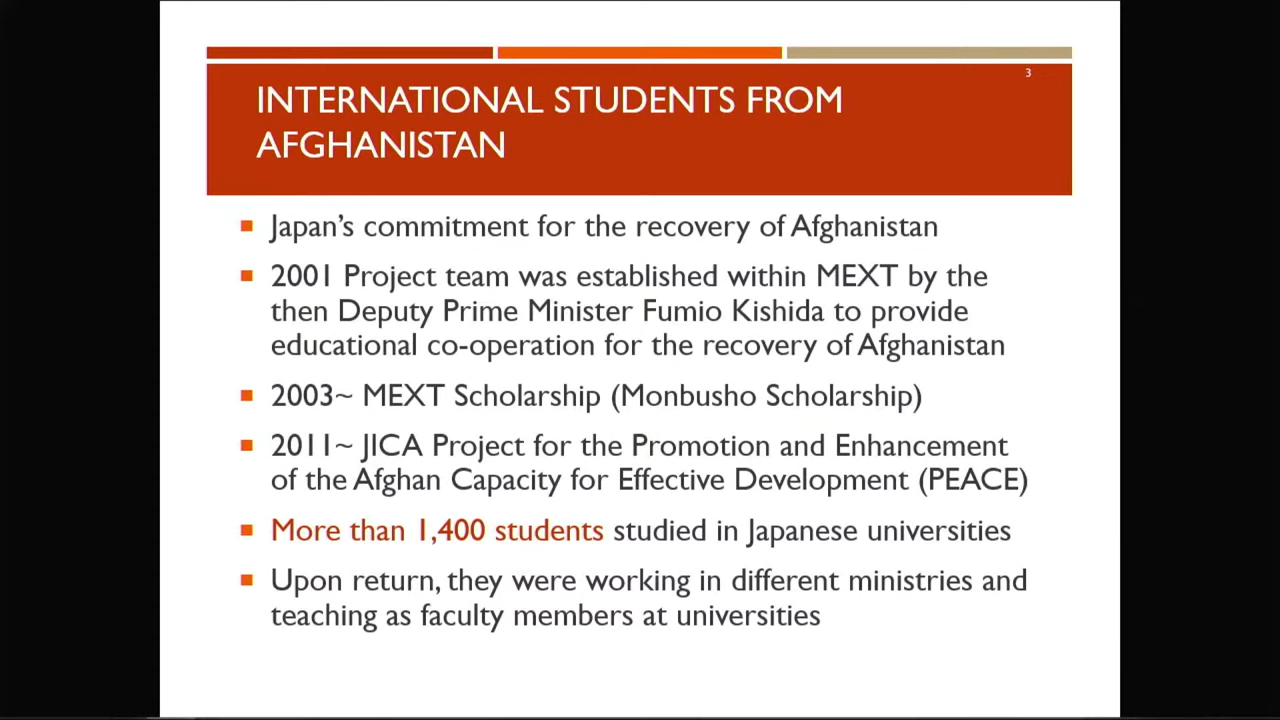 3
INTERNATIONAL STUDENTS FROM
AFGHANISTAN
Japan's commitment for the recovery of Afghanistan
2001 Project team was established within MEXT by the
then Deputy Prime Minister Fumio Kishida to provide
educational co-operation for the recovery of Afghanistan
2003~ MEXT Scholarship (Monbusho Scholarship)
2011~ JICA Project for the Promotion and Enhancement
of the Afghan Capacity for Effective Development (PEACE)
More than 1,400 students studied in Japanese universities
Upon return, they were working in different ministries and
teaching as faculty members at universities